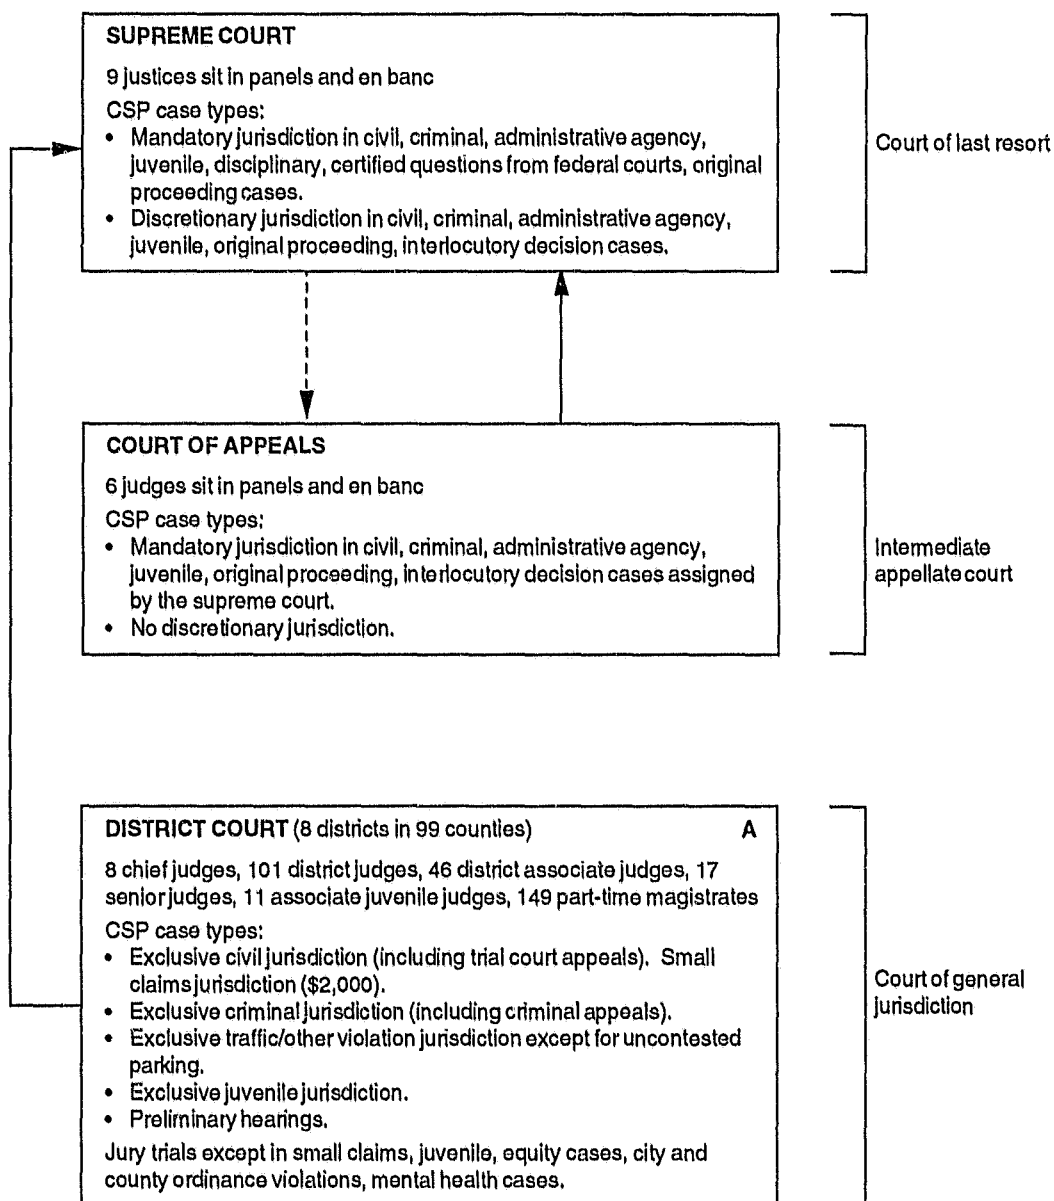 SUPREME COURT
9 justices sit in panels and en banc
CSP case types:
• Mandatory jurisdiction in civil, criminal, administrative agency,
juvenile, disciplinary, certified questions from federal courts, original
proceeding cases.
• Discretionary jurisdiction in civil, criminal, administrative agency,
juvenile, original proceeding, interlocutory decision cases.
Court of last resort
COURT OF APPEALS
6 judges sit in panels and en banc
CSP case types:
• Mandatory jurisdiction in civil, criminal, administrative agency,
juvenile, original proceeding, interlocutory decision cases assigned
by the supreme court.
• No discretionary jurisdiction.
Intermediate
appellate court
DISTRICT COURT (8 districts in 99 counties) A
8 chief judges, 101 district judges, 46 district associate judges, 17
senior judges, 11 associate juvenile judges, 149 part-time magistrates
CSP case types:
• Exclusive civil jurisdiction (including trial court appeals). Small
claims jurisdiction ($2,000).
• Exclusive criminal jurisdiction (including criminal appeals).
• Exclusive traffic/other violation jurisdiction except for uncontested
parking.
• Exclusive juvenile jurisdiction.
• Preliminary hearings.
Jury trials except in small claims, juvenile, equity cases, city and
county ordinance violations, mental health cases.
Court of general
jurisdiction